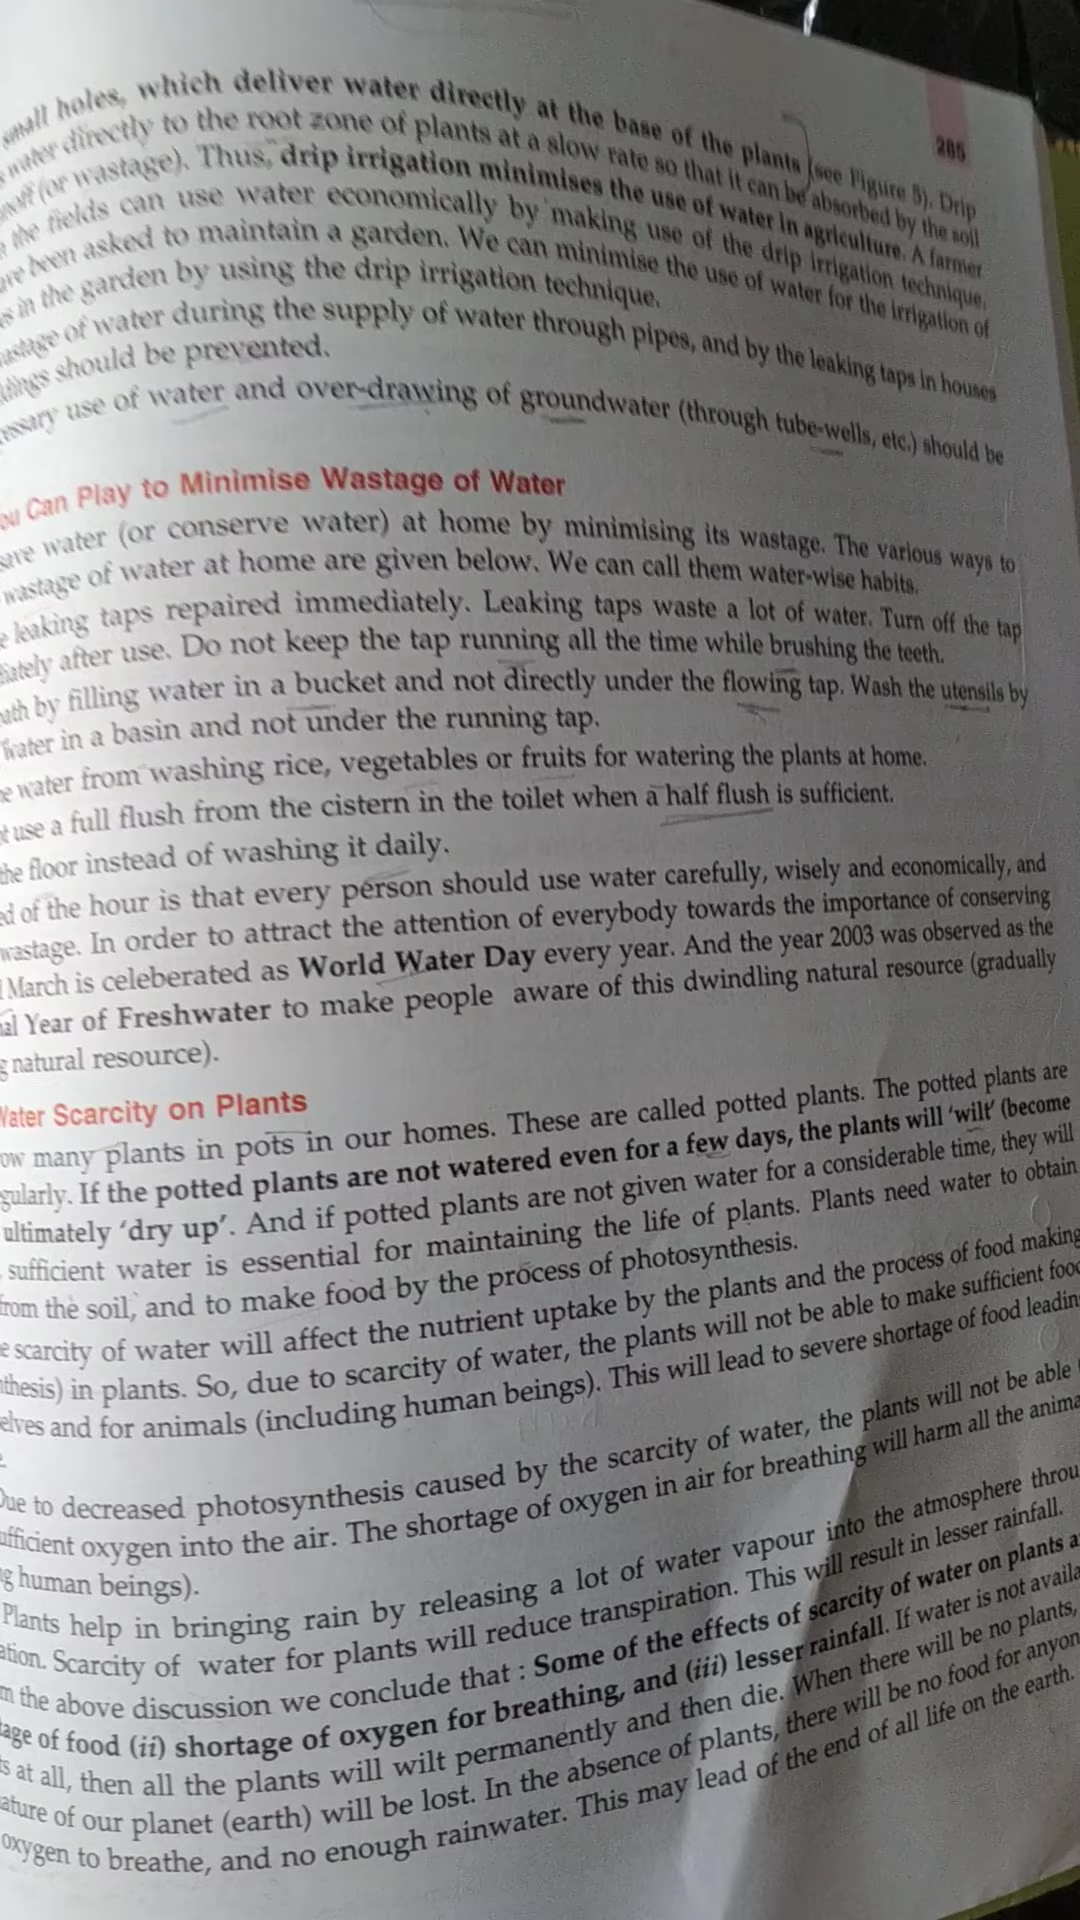 205
small holes, which deliver water directly at the base of the plants (see Figure 5). Drip
water directly to the root zone of plants at a slow rate so that it can be absorbed by the soil
(or wastage). Thus, drip irrigation minimises the use of water in agriculture. A farmer
the fields can use water economically by making use of the drip irrigation technique.
been asked to maintain a garden. We can minimise the use of water for the irrigation of
in the garden by using the drip irrigation technique.
of water during the supply of water through pipes, and by the leaking taps in houses
should be prevented.
use of water and over-drawing of groundwater (through tube-wells, etc.) should be
You Can Play to Minimise Wastage of Water
save water (or conserve water) at home by minimising its wastage. The various ways to
wastage of water at home are given below. We can call them water-wise habits.
leaking taps repaired immediately. Leaking taps waste a lot of water. Turn off the tap
after use. Do not keep the tap running all the time while brushing the teeth.
by filling water in a bucket and not directly under the flowing tap. Wash the utensils by
water in a basin and not under the running tap.
water from washing rice, vegetables or fruits for watering the plants at home.
use a full flush from the cistern in the toilet when a half flush is sufficient.
the floor instead of washing it daily.
of the hour is that every person should use water carefully, wisely and economically, and
wastage. In order to attract the attention of everybody towards the importance of conserving
March is celeberated as World Water Day every year. And the year 2003 was observed as the
Year of Freshwater to make people aware of this dwindling natural resource (gradually
natural resource).
Water Scarcity on Plants
many plants in pots in our homes. These are called potted plants. The potted plants are
If the potted plants are not watered even for a few days, the plants will 'wilt' (become
ultimately 'dry up'. And if potted plants are not given water for a considerable time, they will
sufficient water is essential for maintaining the life of plants. Plants need water to obtain
from the soil, and to make food by the process of photosynthesis.
scarcity of water will affect the nutrient uptake by the plants and the process of food making
in plants. So, due to scarcity of water, the plants will not be able to make sufficient food
and for animals (including human beings). This will lead to severe shortage of food leadin
Due to decreased photosynthesis caused by the scarcity of water, the plants will not be able
oxygen into the air. The shortage of oxygen in air for breathing will harm all the anima
human beings).
Plants help in bringing rain by releasing a lot of water vapour into the atmosphere throu
Scarcity of water for plants will reduce transpiration. This will result in lesser rainfall.
the above discussion we conclude that : Some of the effects of scarcity of water on plants a
of food (ii) shortage of oxygen for breathing, and (iii) lesser rainfall. If water is not availa
at all, then all the plants will wilt permanently and then die. When there will be no plants,
of our planet (earth) will be lost. In the absence of plants, there will be no food for anyon
oxygen to breathe, and no enough rainwater. This may lead of the end of all life on the earth.